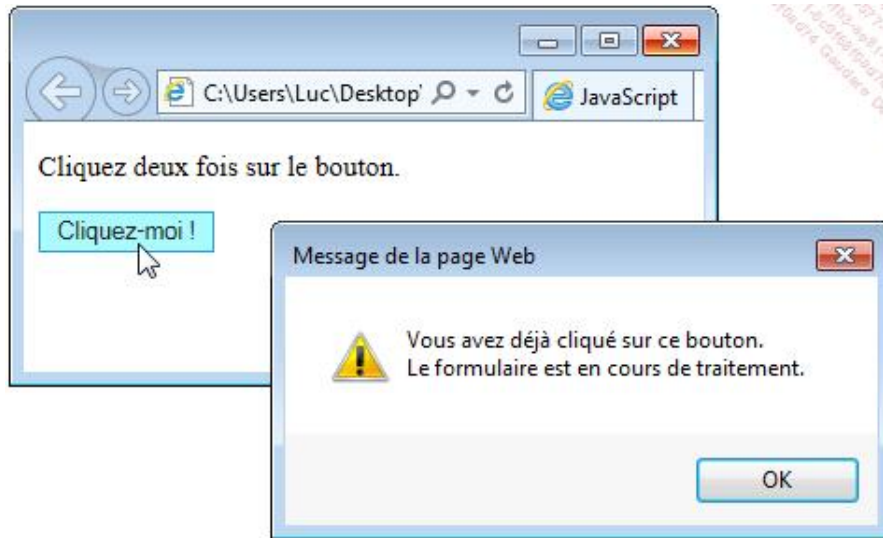 C:\Users\Luc\Desktop'
JavaScript
Cliquez deux fois sur le bouton.
Cliquez-moi !
Message de la page Web
Vous avez déjà cliqué sur ce bouton.
Le formulaire est en cours de traitement.
OK